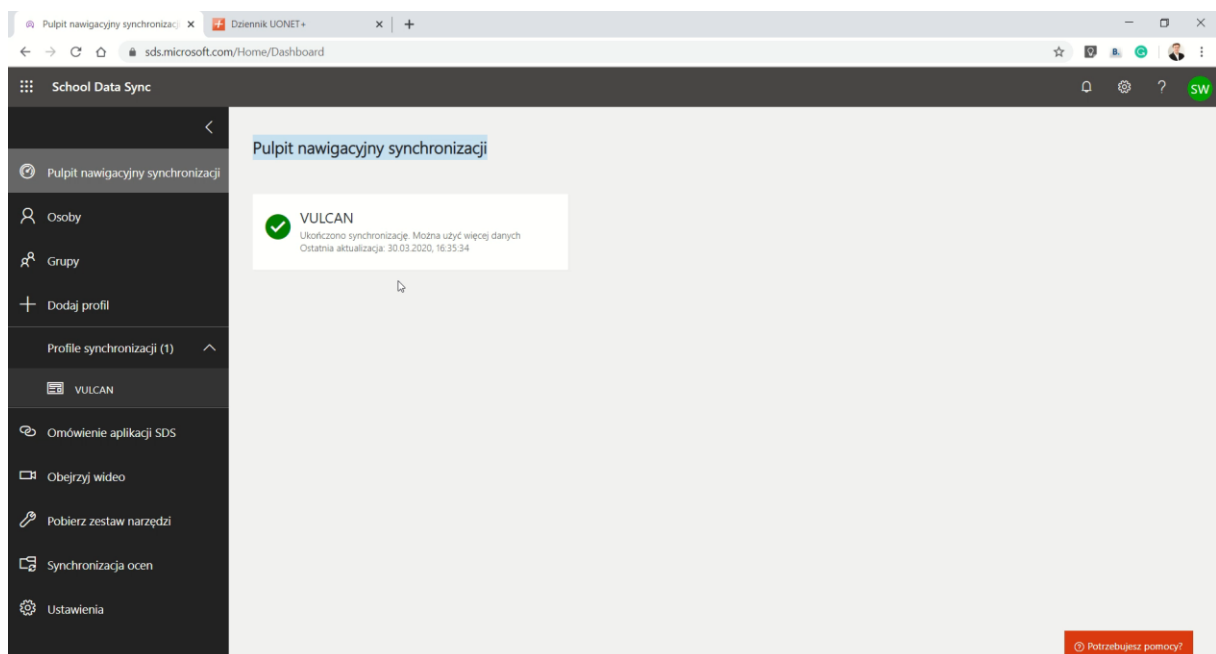 Pulpit nawigacyjny synchronizacj
Dziennik UONET+
sds.microsoft.com/Home/Dashboard
School Data Sync
SW
Pulpit nawigacyjny synchronizacji
Osoby
Grupy
Dodaj profil
Profile synchronizacji (1)
VULCAN
Omówienie aplikacji SDS
Obejrzyj wideo
Pobierz zestaw narzędzi
Synchronizacja ocen
Ustawienia
Pulpit nawigacyjny synchronizacji
VULCAN
Ukończono synchronizację. Można użyć więcej danych
Ostatnia aktualizacja: 30.03.2020, 16:35:34
Potrzebujesz pomocy?